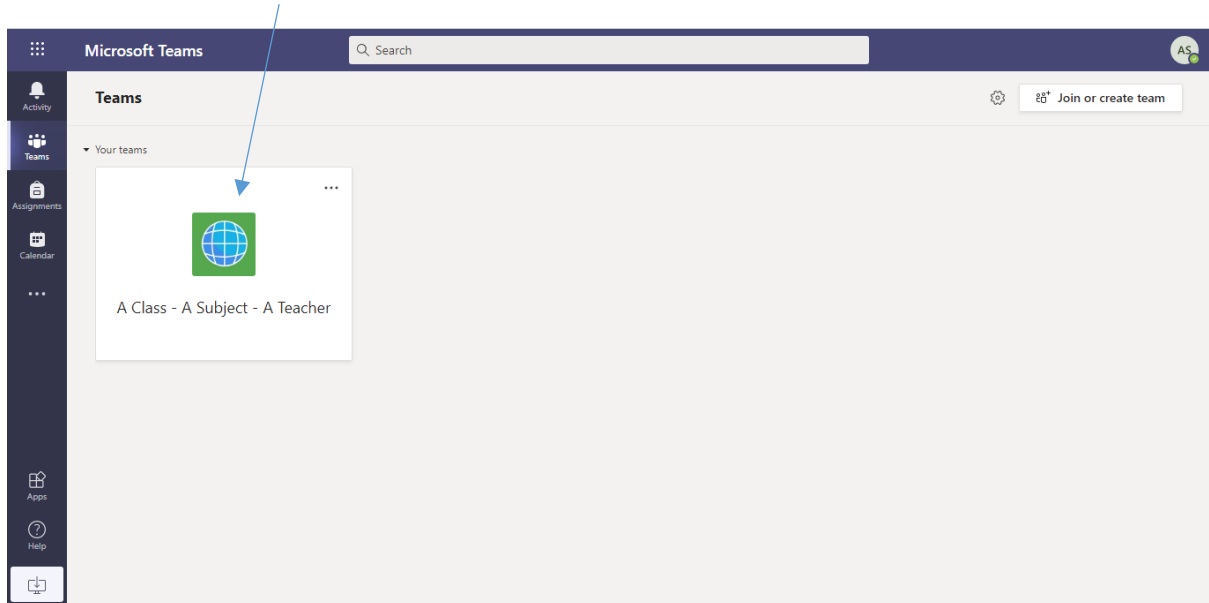 Microsoft Teams
Search
AS
Activity
Teams
Assignments
Calendar
Apps
Help
Teams
Join or create team
Your teams
A Class - A Subject - A Teacher